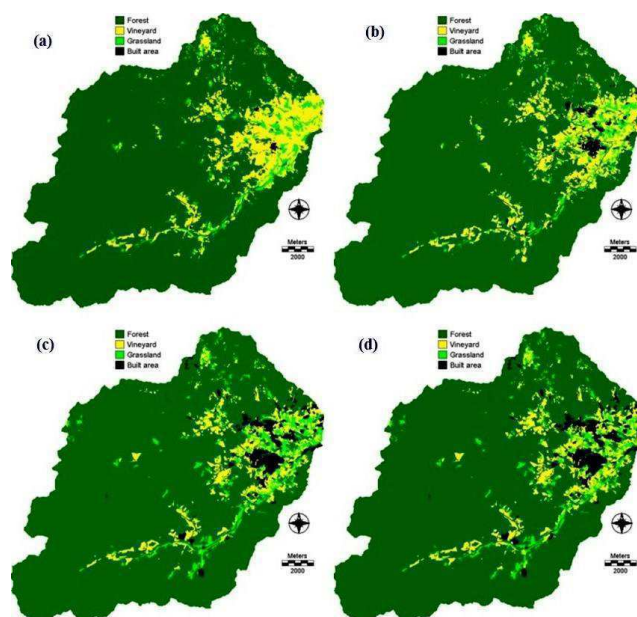 (a)
Forest
Vineyard
Grassland
Built area
Meters
2000
(b)
Forest
Vineyard
Grassland
Built area
Meters
2000
(c)
Forest
Vineyard
Grassland
Built area
Meters
2000
(d)
Forest
Vineyard
Grassland
Built area
Meters
2000